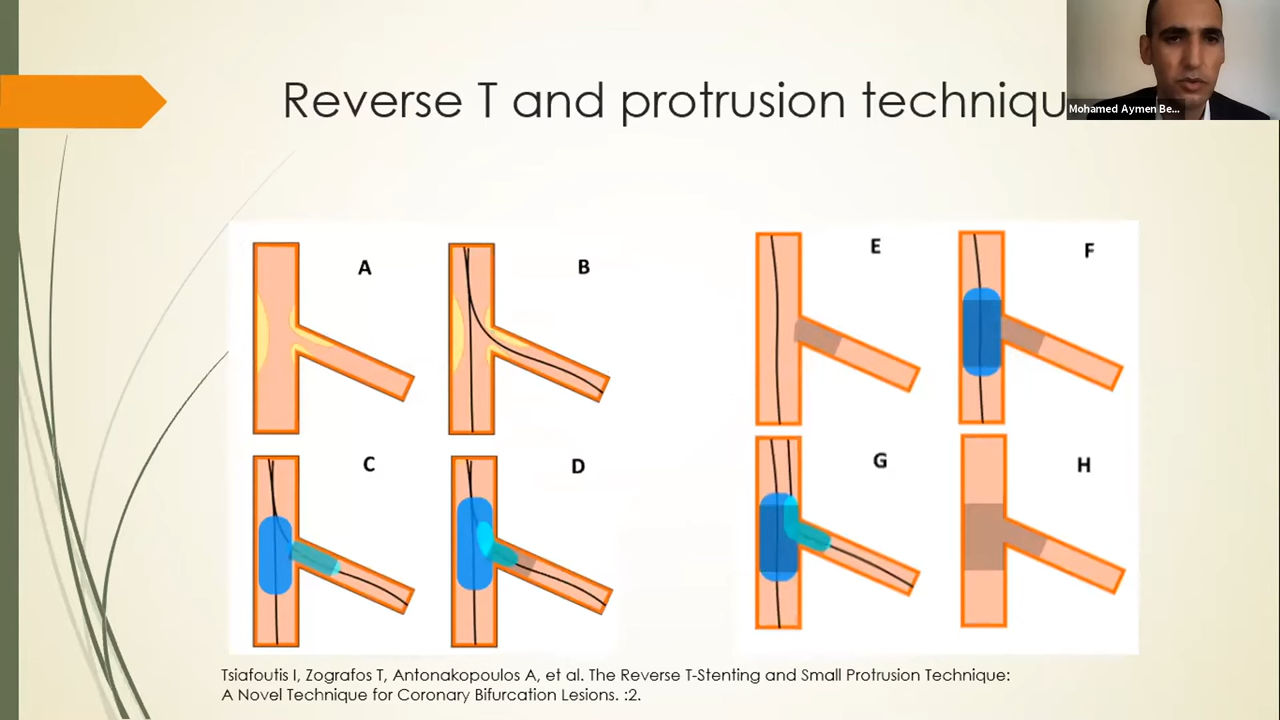 Reverse T and protrusion techniqu
Mohamed Aymen Be...
A
B
E
F
C
D
G
H
Tsiafoutis I, Zografos T, Antonakopoulos A, et al. The Reverse T-Stenting and Small Protrusion Technique:
A Novel Technique for Coronary Bifurcation Lesions. :2.